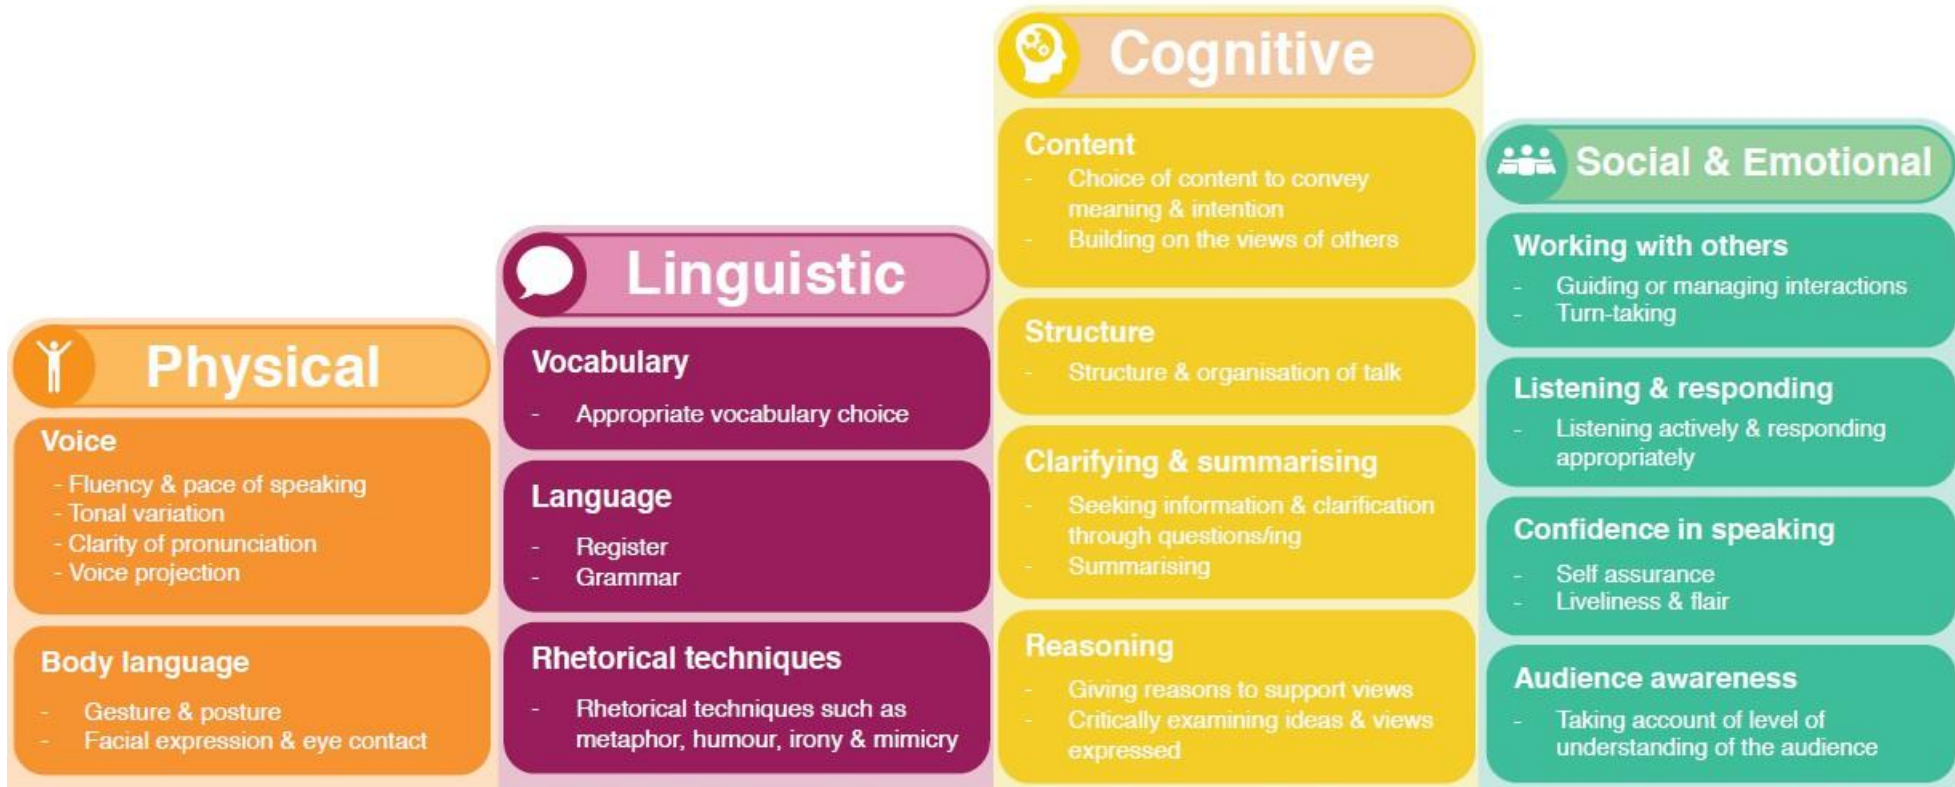 Physical
Voice
- Fluency & pace of speaking
- Tonal variation
- Clarity of pronunciation
- Voice projection
Body language
- Gesture & posture
- Facial expression & eye contact
Linguistic
Vocabulary
- Appropriate vocabulary choice
Language
- Register
- Grammar
Rhetorical techniques
- Rhetorical techniques such as
metaphor, humour, irony & mimicry
Cognitive
Content
- Choice of content to convey
meaning & intention
- Building on the views of others
Structure
- Structure & organisation of talk
Clarifying & summarising
- Seeking information & clarification
through questions/ing
- Summarising
Reasoning
- Giving reasons to support views
- Critically examining ideas & views
expressed
Social & Emotional
Working with others
- Guiding or managing interactions
- Turn-taking
Listening & responding
- Listening actively & responding
appropriately
Confidence in speaking
- Self assurance
- Liveliness & flair
Audience awareness
- Taking account of level of
understanding of the audience